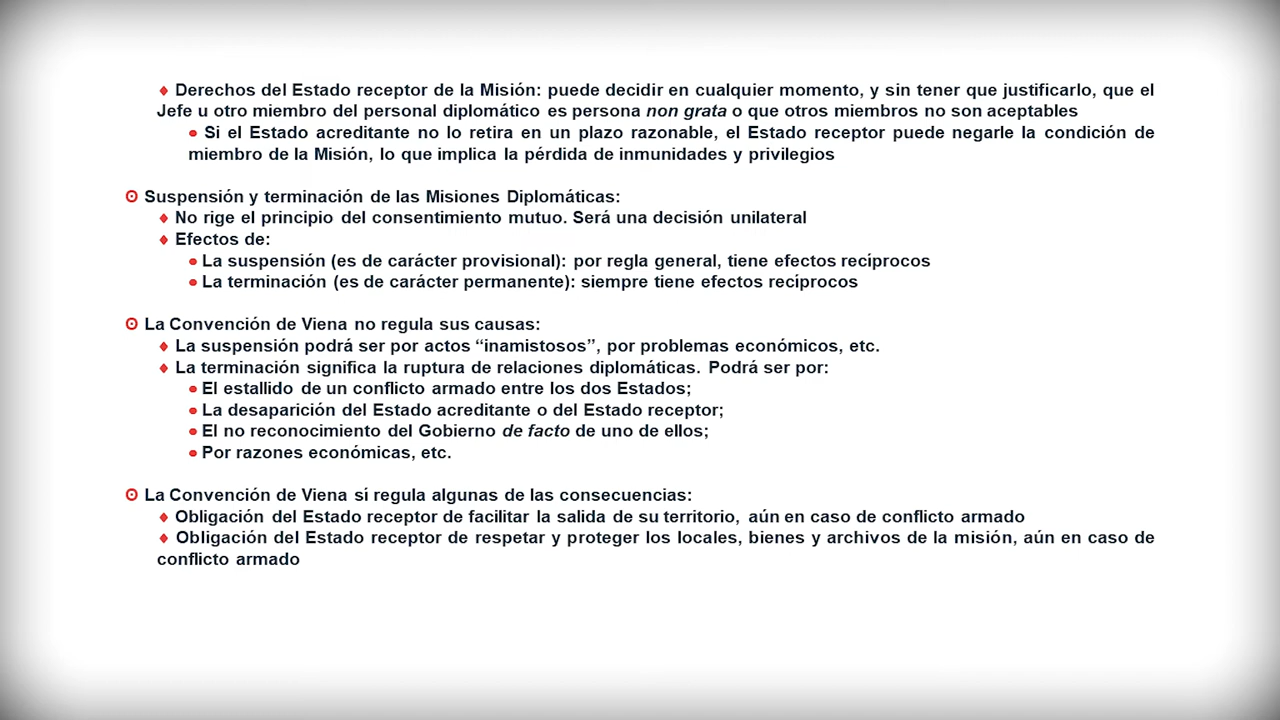 ♦ Derechos del Estado receptor de la Misión: puede decidir en cualquier momento, y sin tener que justificarlo, que el
Jefe u otro miembro del personal diplomático es persona non grata o que otros miembros no son aceptables
● Si el Estado acreditante no lo retira en un plazo razonable, el Estado receptor puede negarle la condición de
miembro de la Misión, lo que implica la pérdida de inmunidades y privilegios
⊙ Suspensión y terminación de las Misiones Diplomáticas:
♦ No rige el principio del consentimiento mutuo. Será una decisión unilateral
♦ Efectos de:
● La suspensión (es de carácter provisional): por regla general, tiene efectos recíprocos
● La terminación (es de carácter permanente): siempre tiene efectos recíprocos
⊙ La Convención de Viena no regula sus causas:
♦ La suspensión podrá ser por actos “inamistosos”, por problemas económicos, etc.
♦ La terminación significa la ruptura de relaciones diplomáticas. Podrá ser por:
● El estallido de un conflicto armado entre los dos Estados;
● La desaparición del Estado acreditante o del Estado receptor;
● El no reconocimiento del Gobierno de facto de uno de ellos;
● Por razones económicas, etc.
⊙ La Convención de Viena sí regula algunas de las consecuencias:
♦ Obligación del Estado receptor de facilitar la salida de su territorio, aún en caso de conflicto armado
♦ Obligación del Estado receptor de respetar y proteger los locales, bienes y archivos de la misión, aún en caso de
conflicto armado